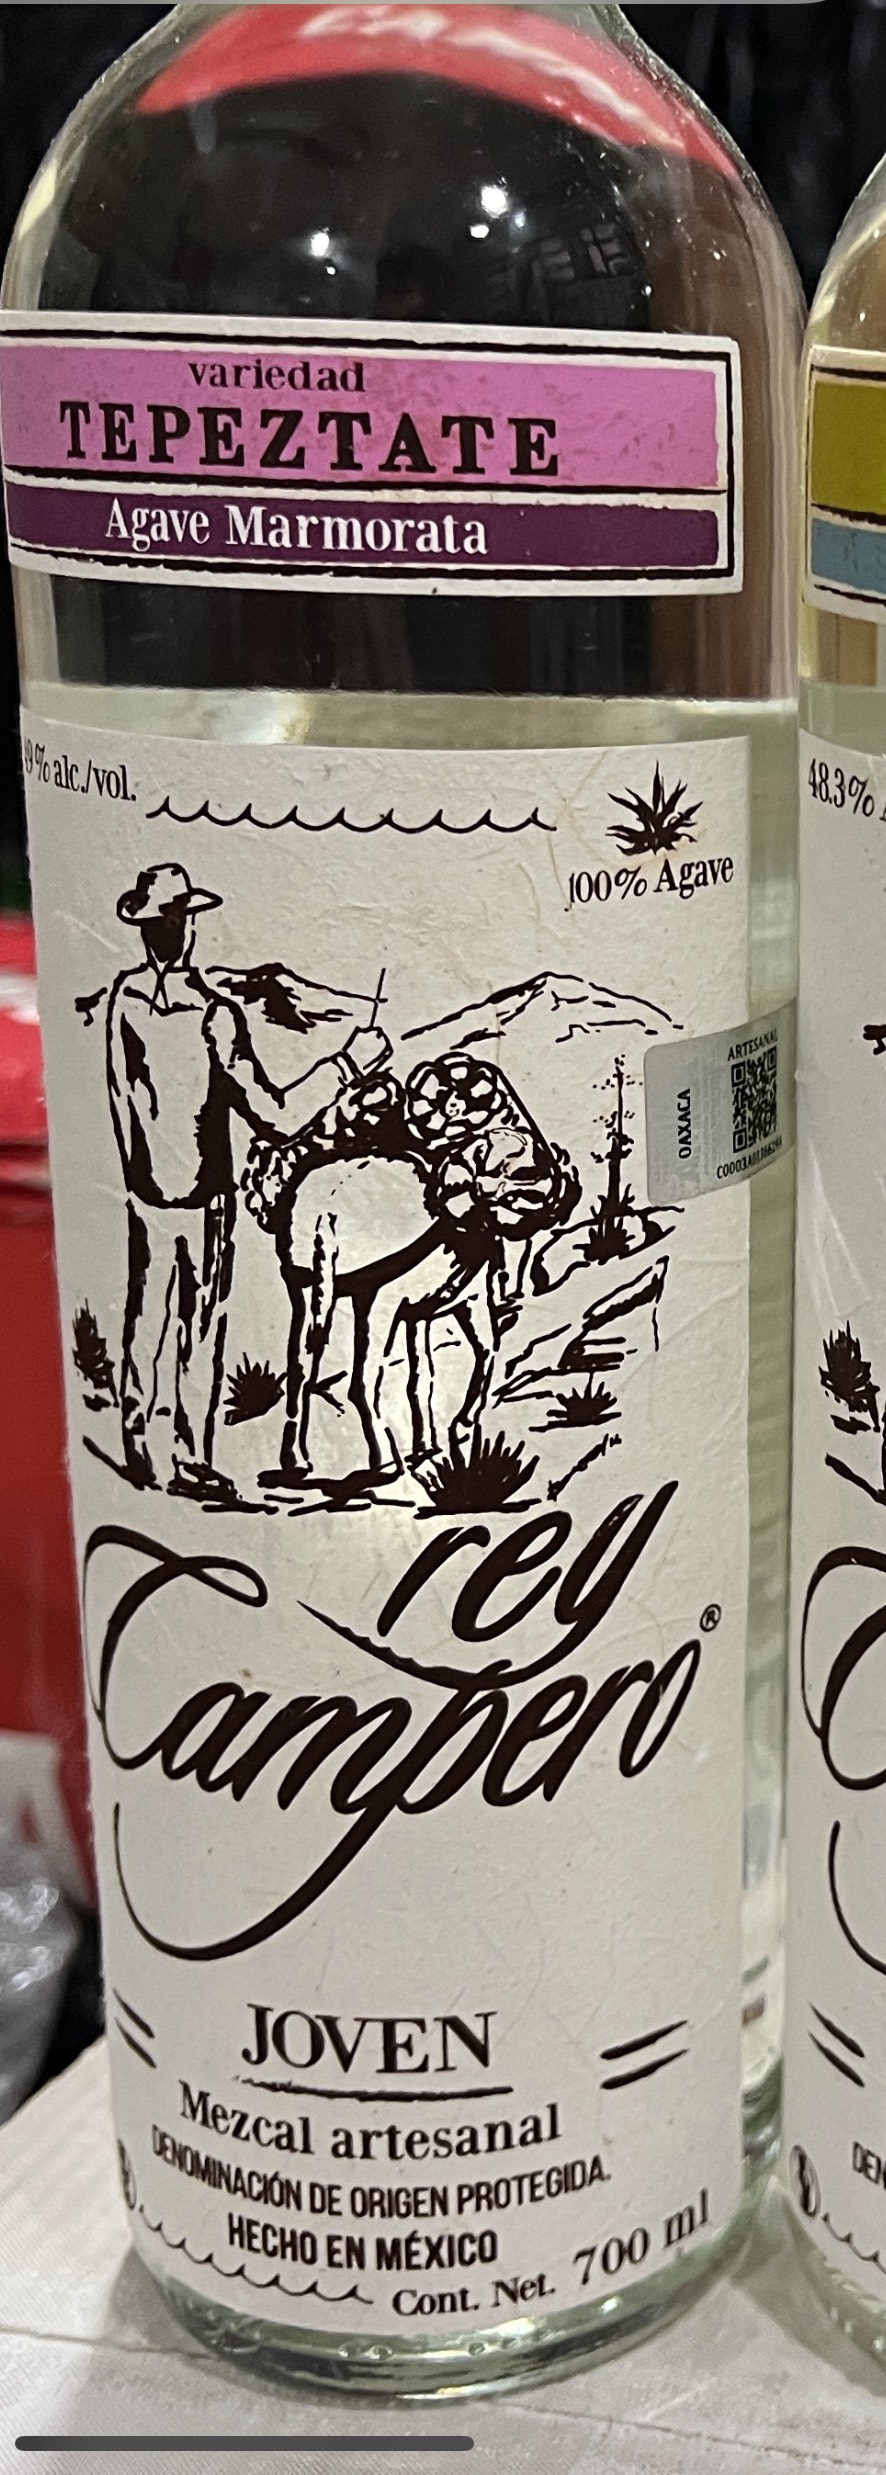 variedad
TEPEZTATE
Agave Marmorata
9% alc./vol.
100% Agave
ARTESANAL
OAXACA
rey
Campero®
JOVEN
Mezcal artesanal
DENOMINACIÓN DE ORIGEN PROTEGIDA.
HECHO EN MÉXICO
Cont. Net. 700 ml
48.3%